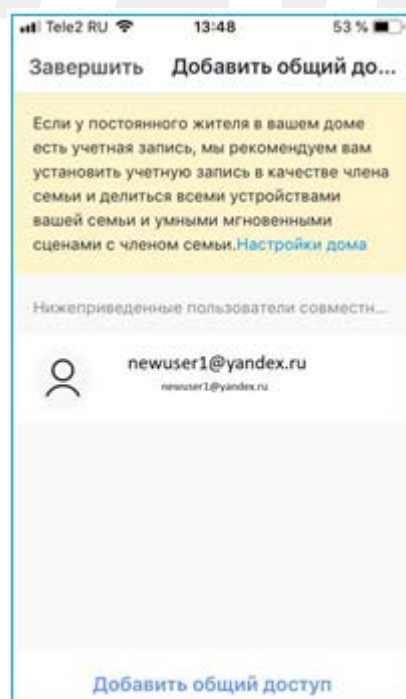 Tele2 RU 13:48 53 %
Завершить Добавить общий до...
Если у постоянного жителя в вашем доме
есть учетная запись, мы рекомендуем вам
установить учетную запись в качестве члена
семьи и делиться всеми устройствами
вашей семьи и умными мгновенными
сценами с членом семьи.Настройки дома
Нижеприведенные пользователи совместн...
newuser1@yandex.ru
newuser1@yandex.ru
Добавить общий доступ